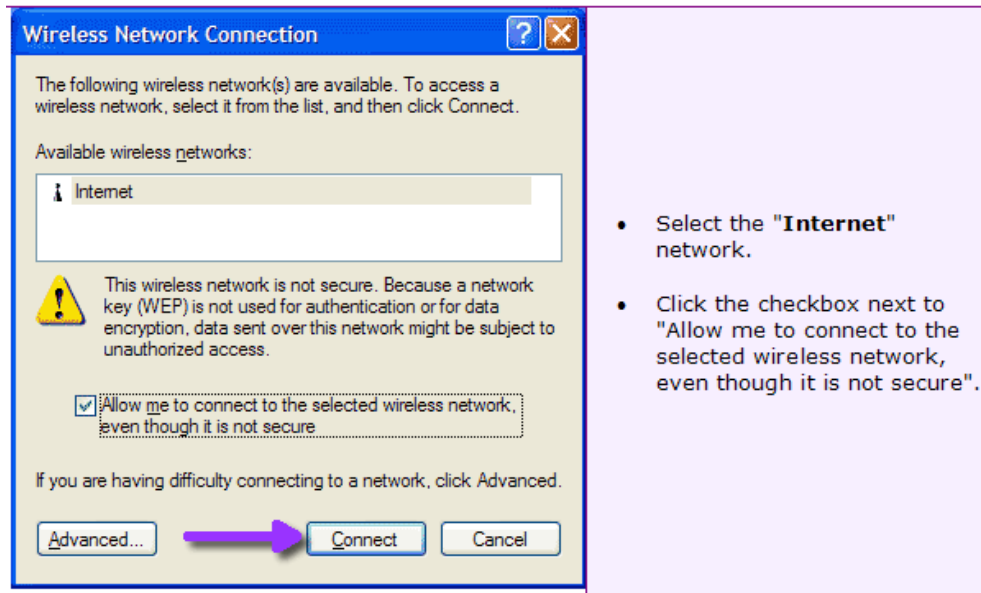 Wireless Network Connection
The following wireless network(s) are available. To access a
wireless network, select it from the list, and then click Connect.
Available wireless networks:
Internet
This wireless network is not secure. Because a network
key (WEP) is not used for authentication or for data
encryption, data sent over this network might be subject to
unauthorized access.
Allow me to connect to the selected wireless network,
even though it is not secure
If you are having difficulty connecting to a network, click Advanced.
Advanced...
Connect
Cancel
• Select the "Internet"
network.
• Click the checkbox next to
"Allow me to connect to the
selected wireless network,
even though it is not secure".